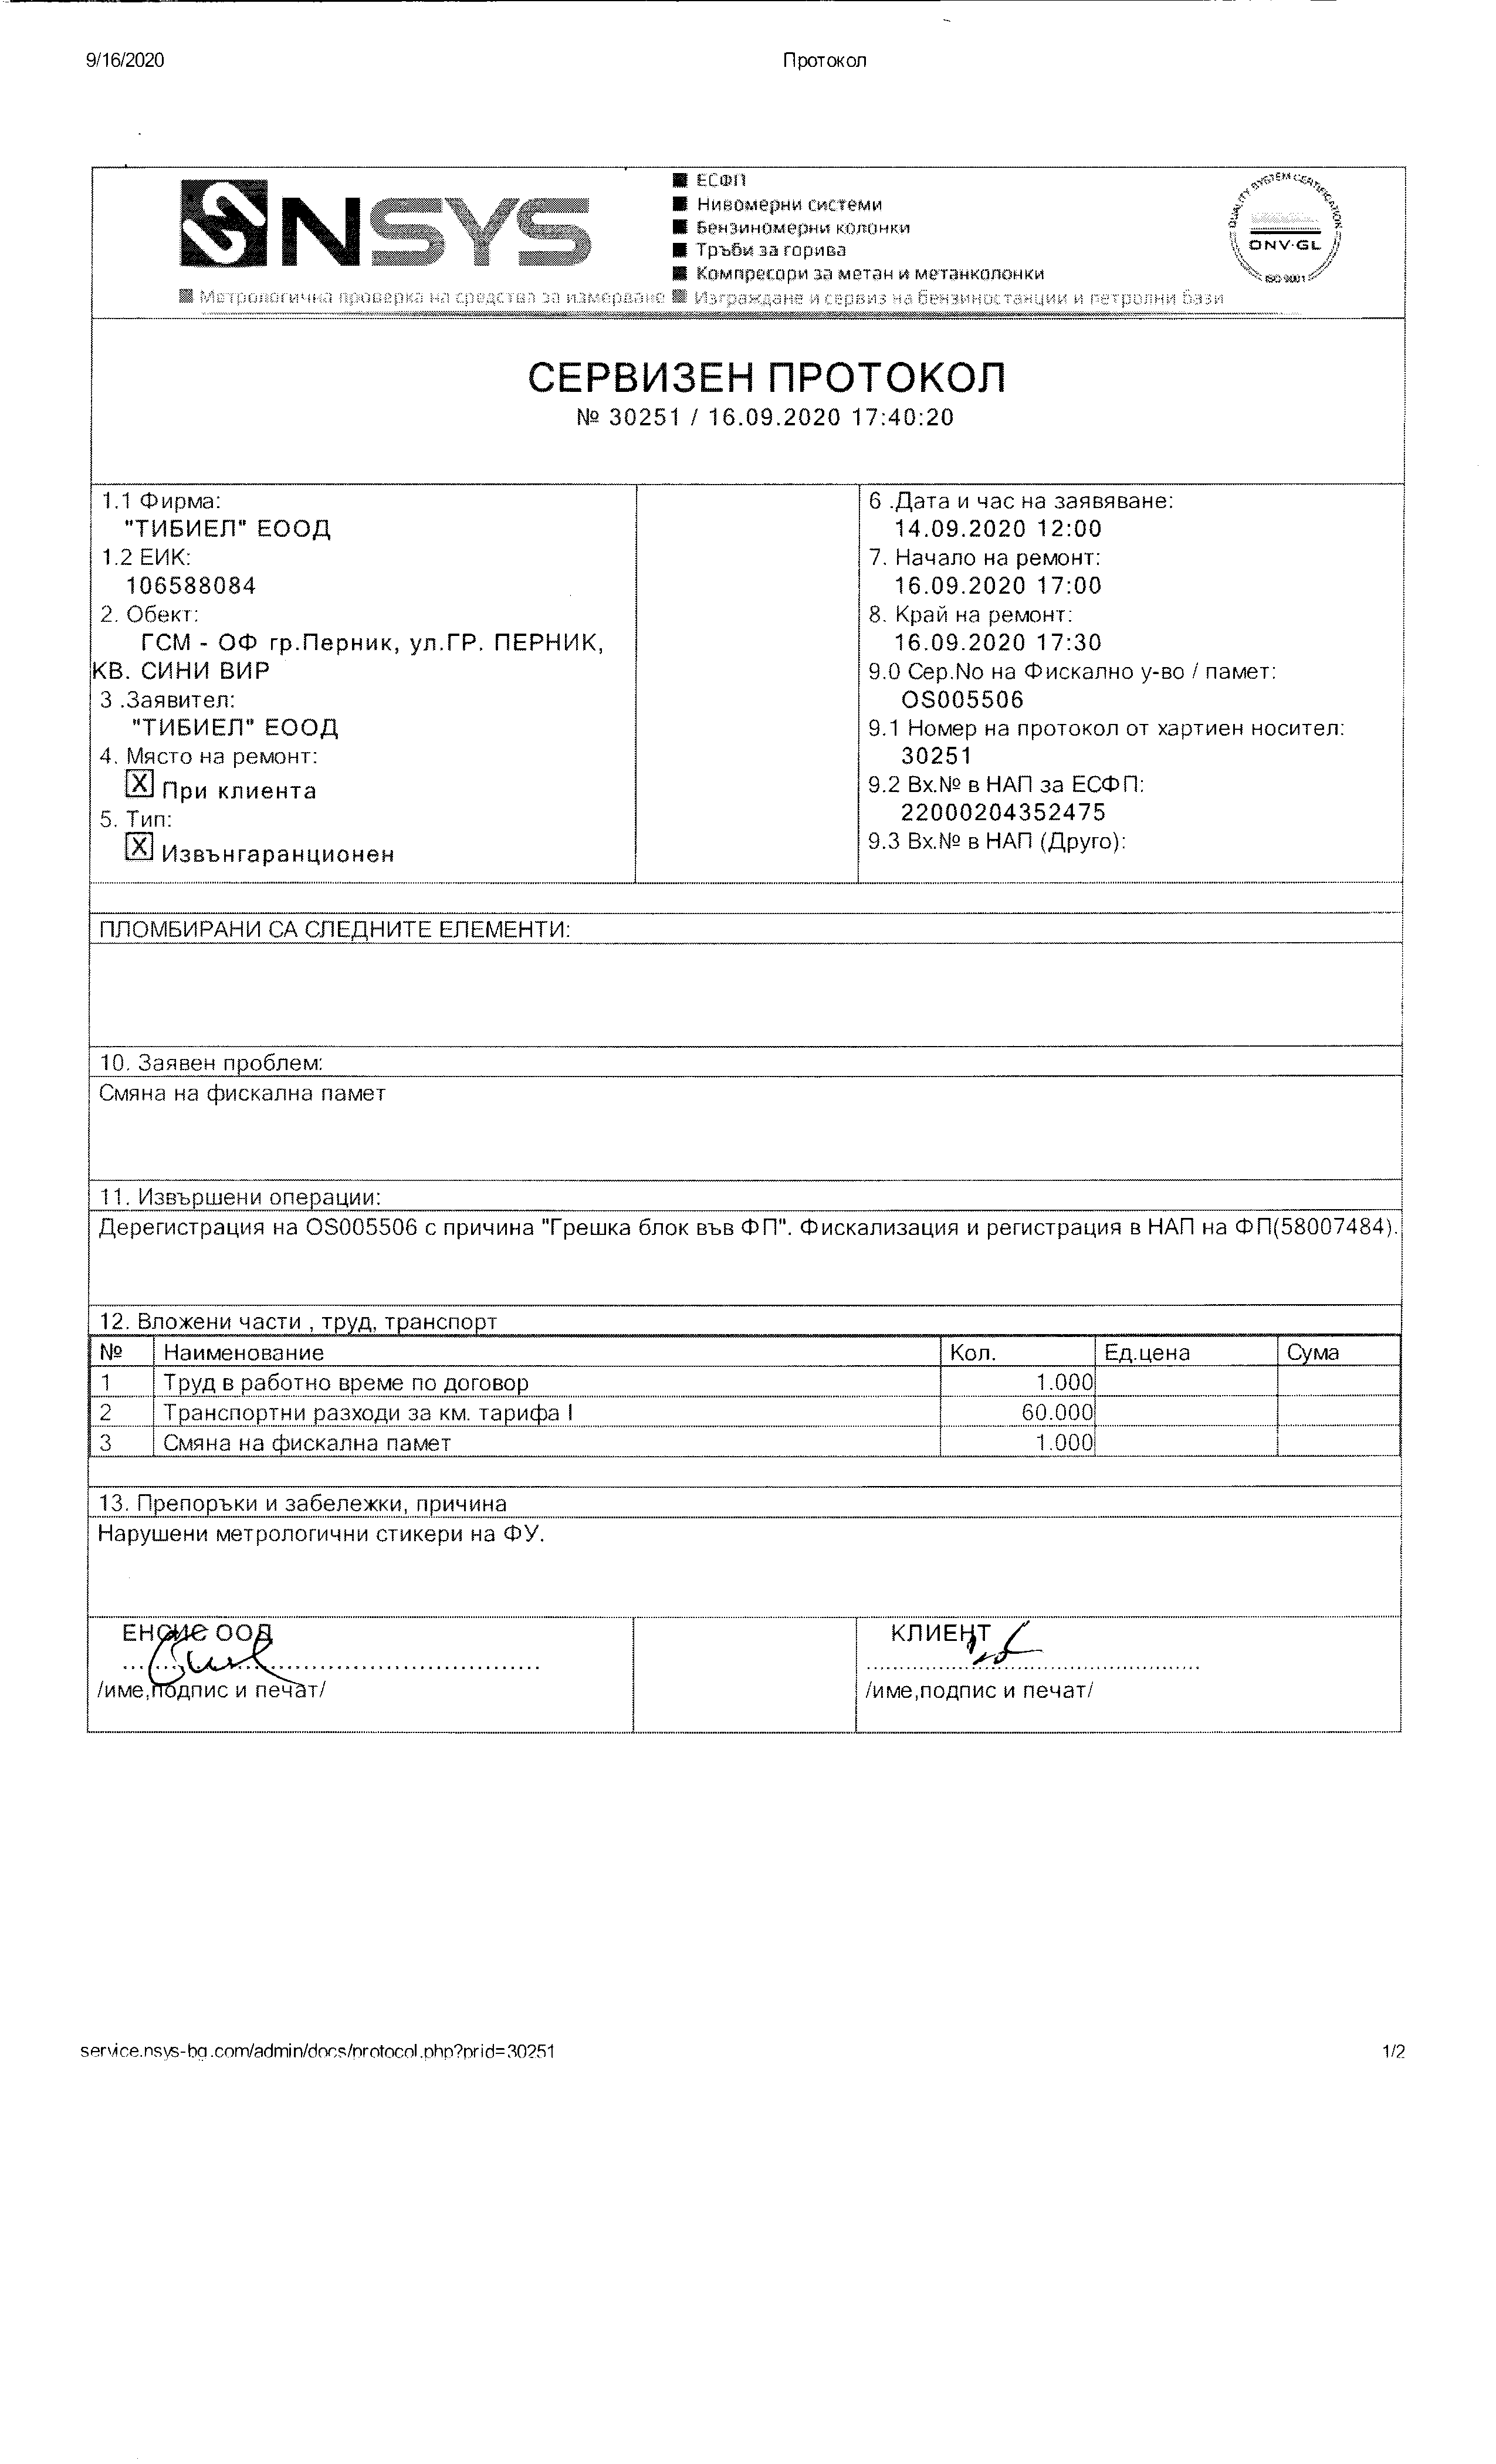 9/16/2020 Протокол
NSYS
■ ЕСФП
■ Нивомерни системи
■ Бензиномерни колонки
■ Тръби за горива
■ Компресори за метан и метанколонки
■ Метрологична проверка на средства за измерване ■ Изграждане и сервиз на бензиностанции и петролни бази
QUALITY SYSTEM CERTIFICATION
DNV·GL
ISO 9001
СЕРВИЗЕН ПРОТОКОЛ
№ 30251 / 16.09.2020 17:40:20
1.1 Фирма:
"ТИБИЕЛ" ЕООД
1.2 ЕИК:
106588084
2. Обект:
ГСМ - ОФ гр.Перник, ул.ГР. ПЕРНИК,
КВ. СИНИ ВИР
3 .Заявител:
"ТИБИЕЛ" ЕООД
4. Място на ремонт:
X При клиента
5. Тип:
X Извънгаранционен
6 .Дата и час на заявяване:
14.09.2020 12:00
7. Начало на ремонт:
16.09.2020 17:00
8. Край на ремонт:
16.09.2020 17:30
9.0 Сер.No на Фискално у-во / памет:
OS005506
9.1 Номер на протокол от хартиен носител:
30251
9.2 Вх.№ в НАП за ЕСФП:
22000204352475
9.3 Вх.№ в НАП (Друго):
ПЛОМБИРАНИ СА СЛЕДНИТЕ ЕЛЕМЕНТИ:
10. Заявен проблем:
Смяна на фискална памет
11. Извършени операции:
Дерегистрация на OS005506 с причина "Грешка блок във ФП". Фискализация и регистрация в НАП на ФП(58007484).
12. Вложени части , труд, транспорт
№ Наименование Кол. Ед.цена Сума
1 Труд в работно време по договор 1.000
2 Транспортни разходи за км. тарифа I 60.000
3 Смяна на фискална памет 1.000
13. Препоръки и забележки, причина
Нарушени метрологични стикери на ФУ.
ЕНСИС ООД
/име,подпис и печат/
КЛИЕНТ
/име,подпис и печат/
service.nsys-bg.com/admin/docs/protocol.php?prid=30251 1/2